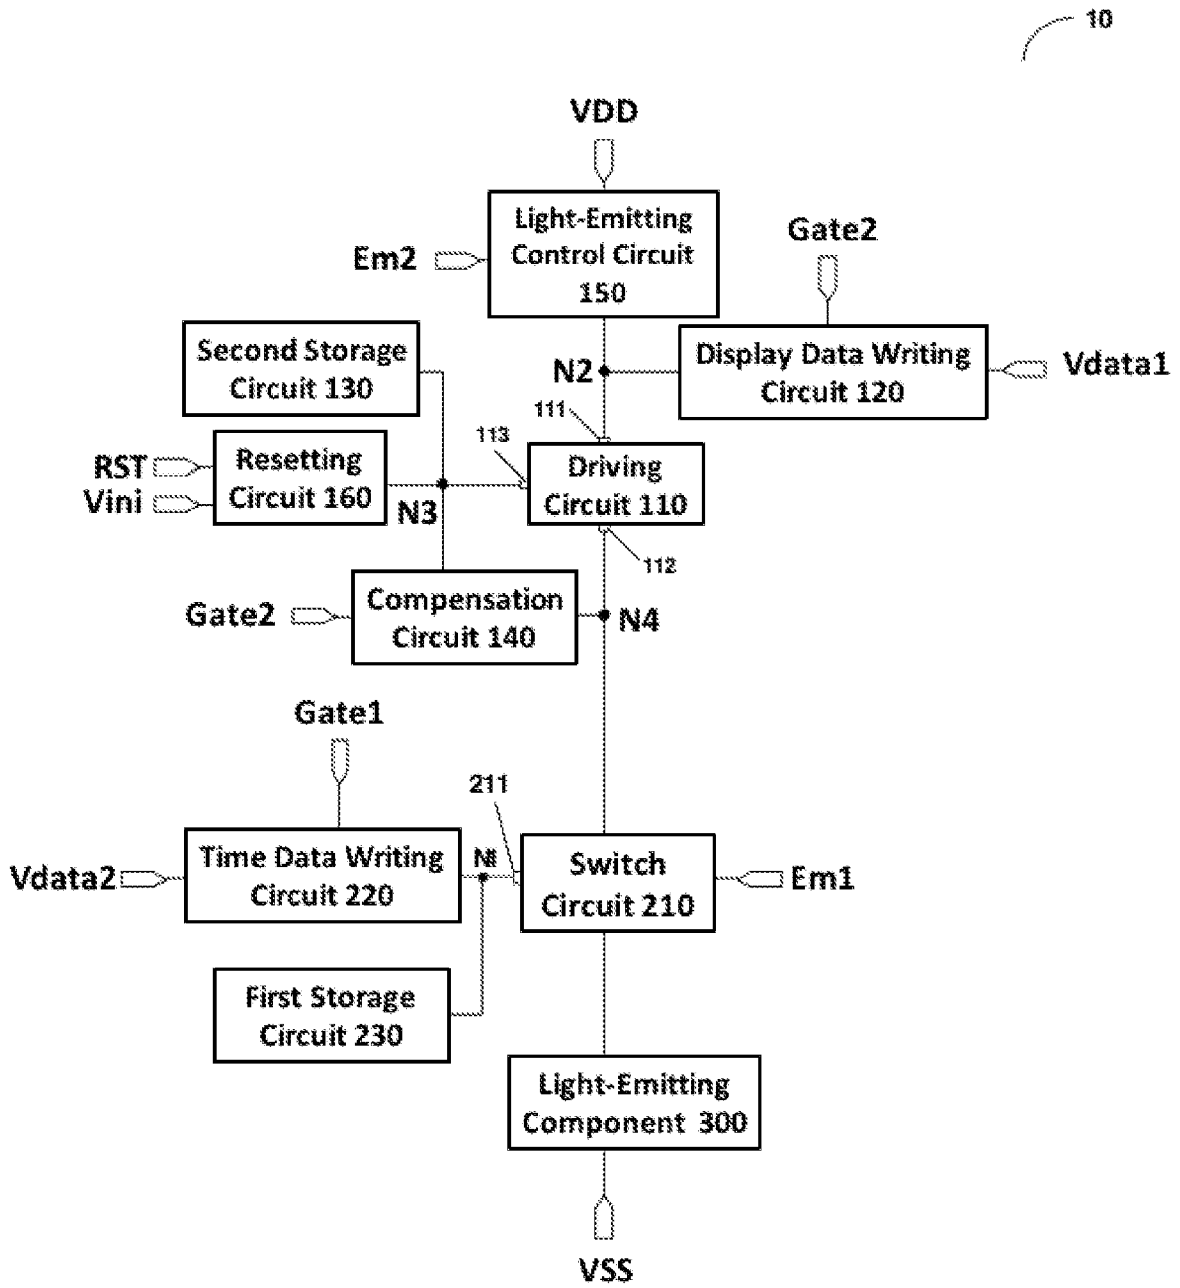 10
VDD
Light-Emitting
Control Circuit
150
Em2
Gate2
Second Storage
Circuit 130
N2
Display Data Writing
Circuit 120
Vdata1
111
113
RST
Vini
Resetting
Circuit 160
N3
Driving
Circuit 110
112
Gate2
Compensation
Circuit 140
N4
Gate1
211
Vdata2
Time Data Writing
Circuit 220
Switch
Circuit 210
Em1
First Storage
Circuit 230
Light-Emitting
Component 300
VSS